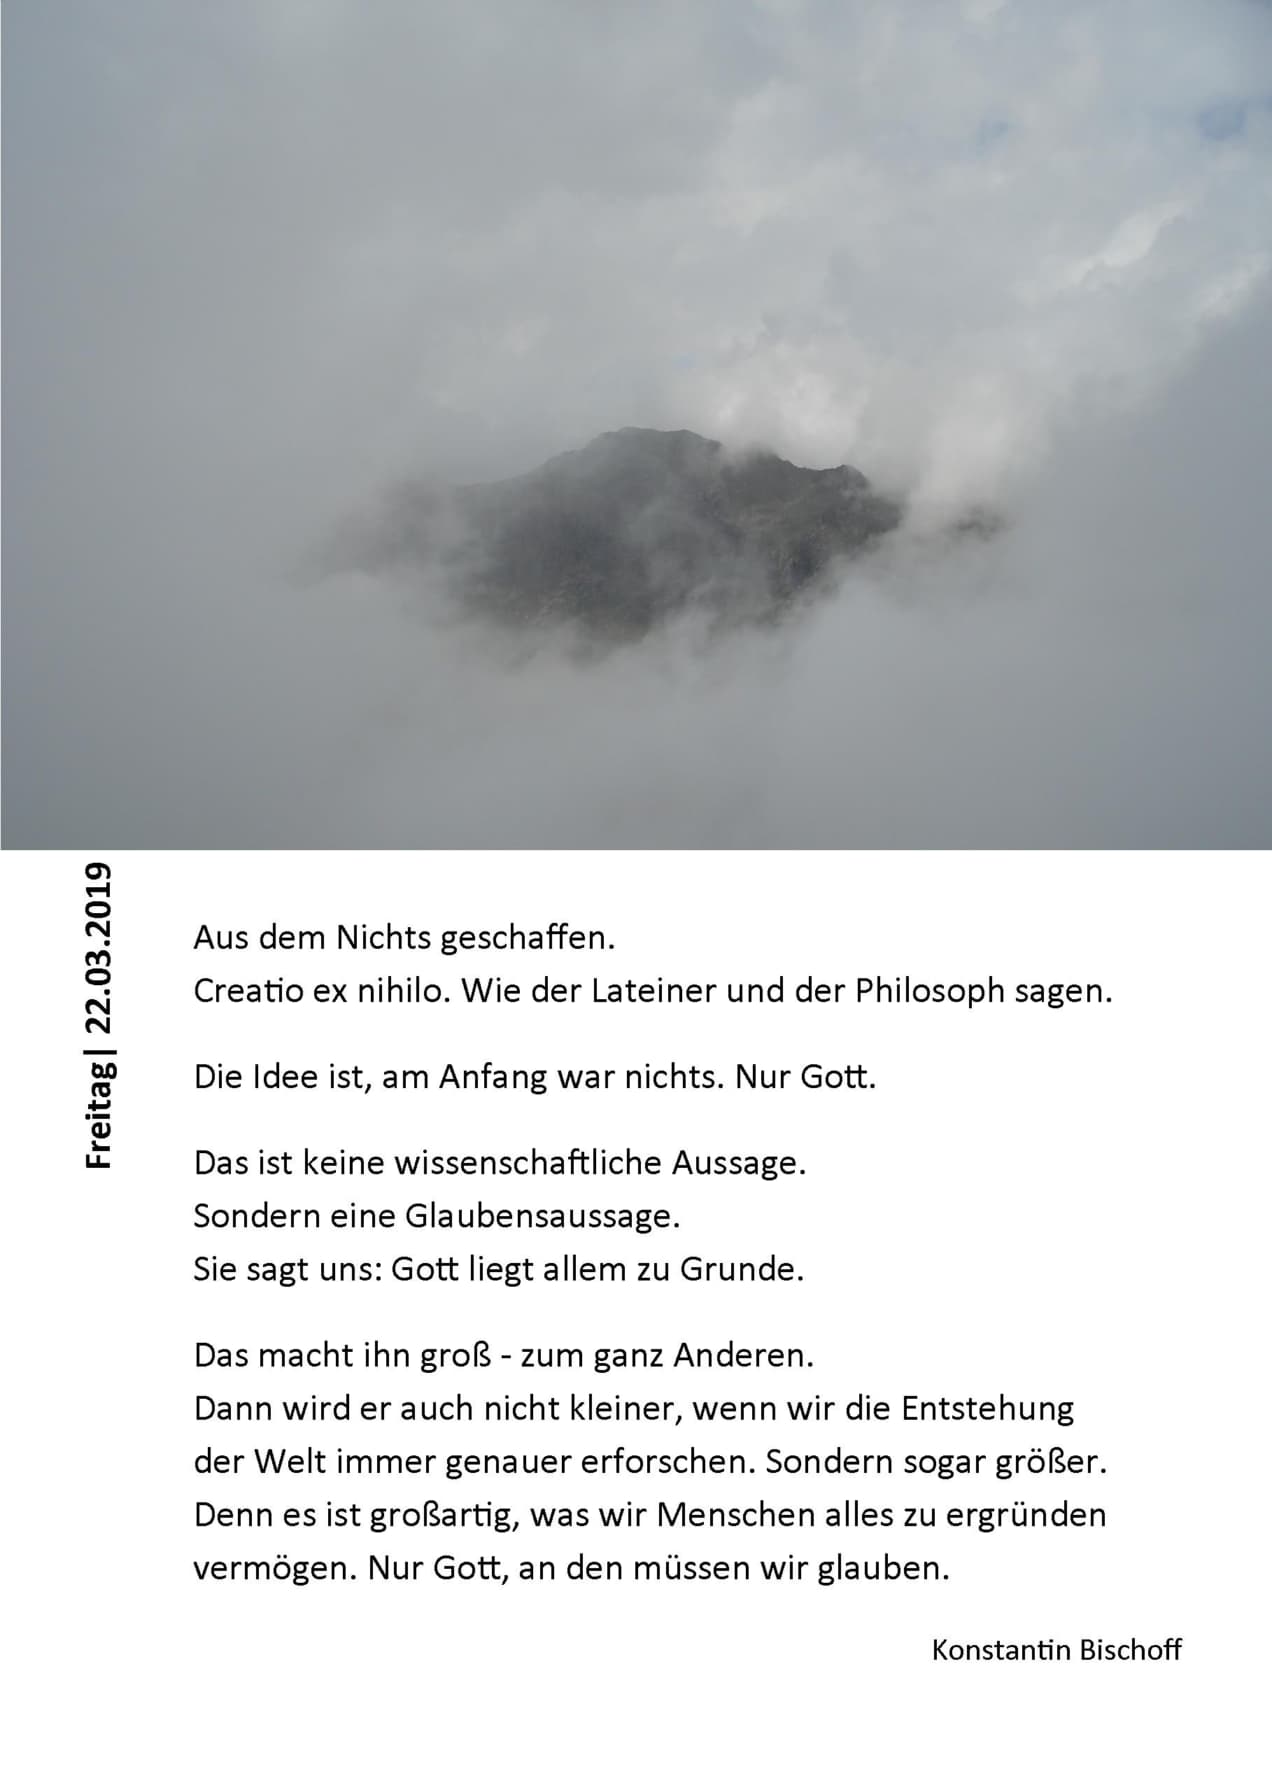 Freitag| 22.03.2019
Aus dem Nichts geschaffen.
Creatio ex nihilo. Wie der Lateiner und der Philosoph sagen.
Die Idee ist, am Anfang war nichts. Nur Gott.
Das ist keine wissenschaftliche Aussage.
Sondern eine Glaubensaussage.
Sie sagt uns: Gott liegt allem zu Grunde.
Das macht ihn groß - zum ganz Anderen.
Dann wird er auch nicht kleiner, wenn wir die Entstehung
der Welt immer genauer erforschen. Sondern sogar größer.
Denn es ist großartig, was wir Menschen alles zu ergründen
vermögen. Nur Gott, an den müssen wir glauben.
Konstantin Bischoff